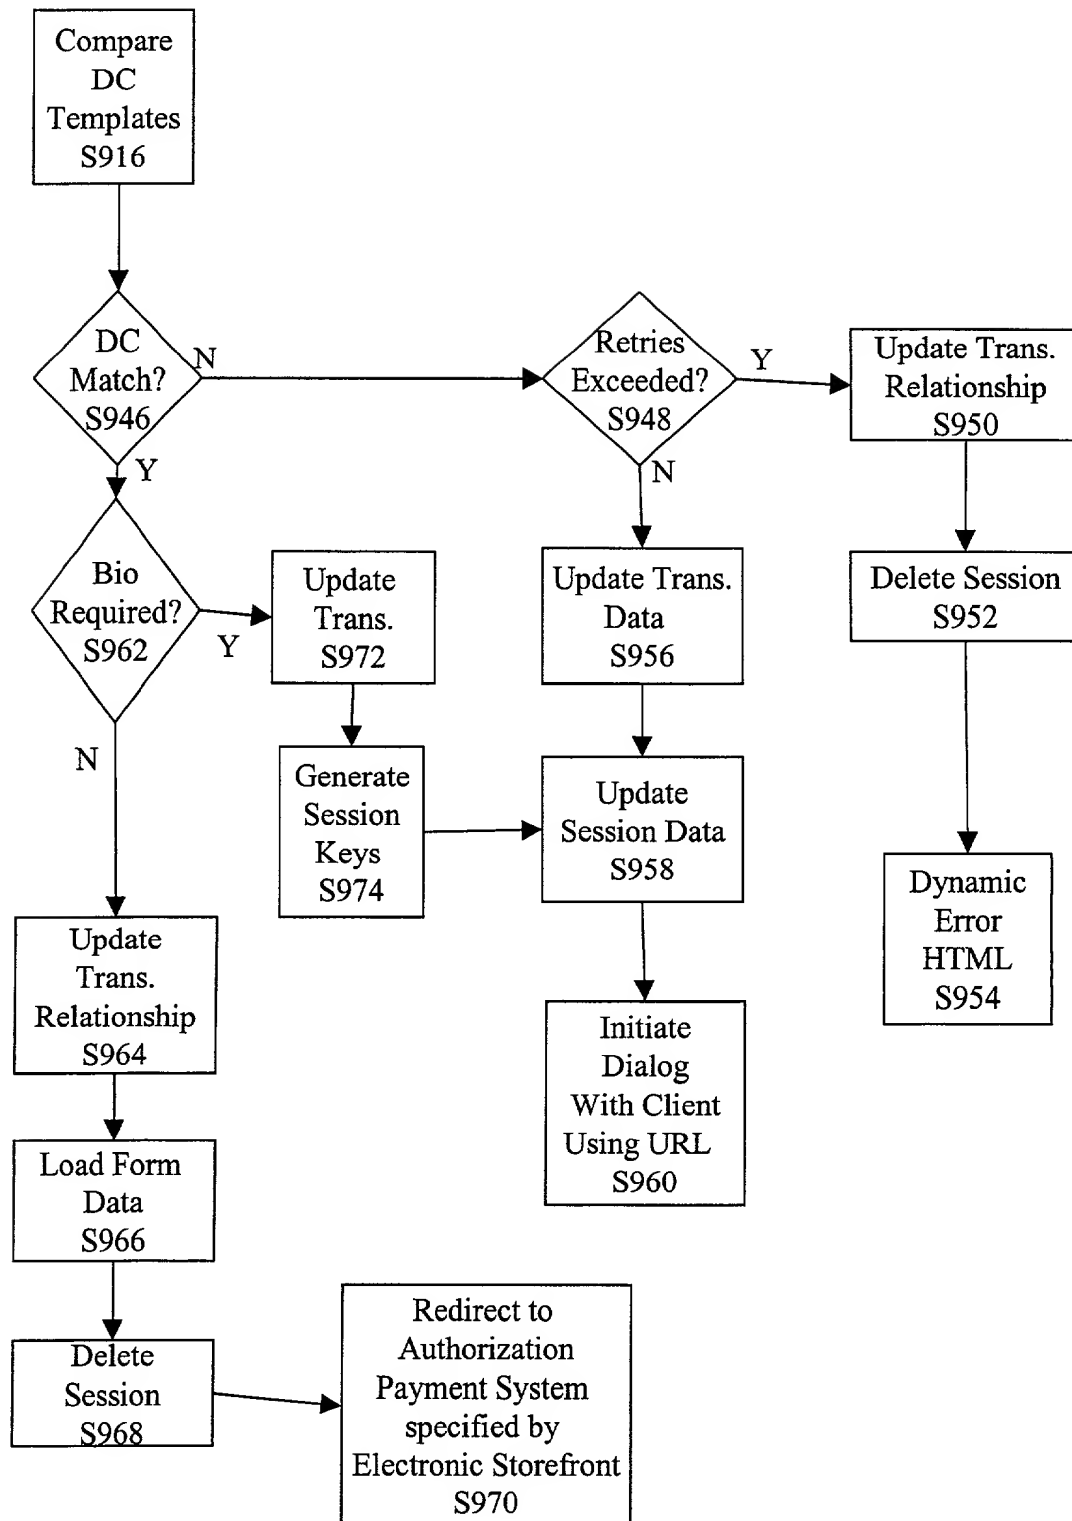 Compare
DC
Templates
S916
DC
Match?
S946
N
Y
Retries
Exceeded?
S948
Y
N
Update Trans.
Relationship
S950
Bio
Required?
S962
Y
N
Update
Trans.
S972
Update Trans.
Data
S956
Delete Session
S952
Generate
Session
Keys
S974
Update
Session Data
S958
Dynamic
Error
HTML
S954
Update
Trans.
Relationship
S964
Initiate
Dialog
With Client
Using URL
S960
Load Form
Data
S966
Delete
Session
S968
Redirect to
Authorization
Payment System
specified by
Electronic Storefront
S970